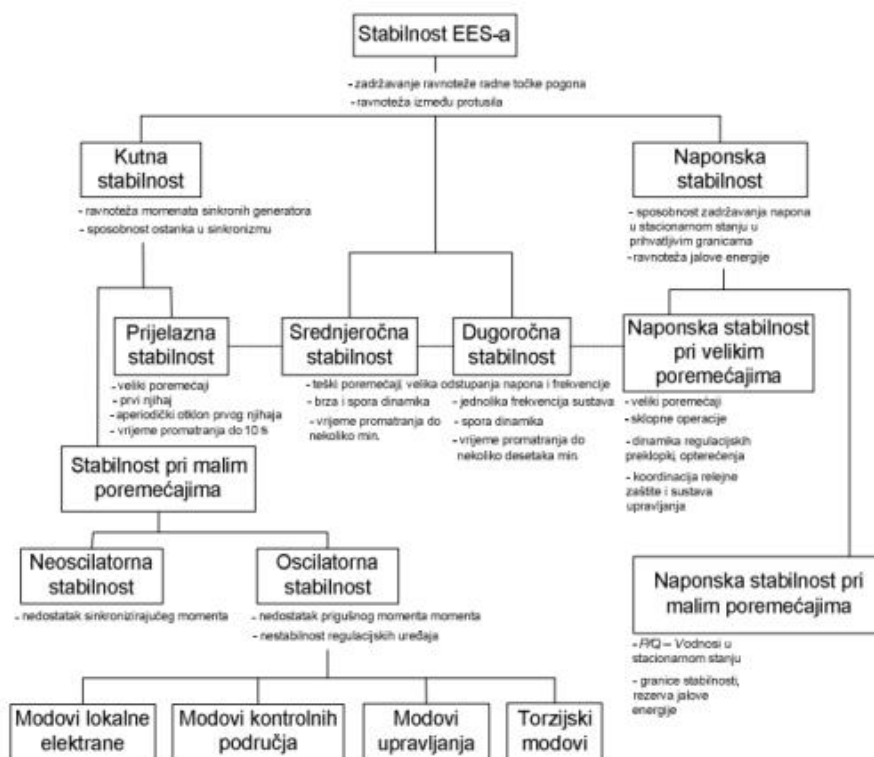 Stabilnost EES-a
- zadržavanje ravnoteže radne točke pogona
- ravnoteža između protusila
Kutna
stabilnost
- ravnoteža momenata sinkronih generatora
- sposobnost ostanka u sinkronizmu
Naponska
stabilnost
- sposobnost zadržavanja napona
u stacionarnom stanju u
prihvatljivim granicama
- ravnoteža jalove energije
Prijelazna
stabilnost
- veliki poremećaji
- prvi njihaj
- aperiodički otklon prvog njihaja
- vrijeme promatranja do 10 s
Srednjeročna
stabilnost
Dugoročna
stabilnost
- teški poremećaji, velika odstupanja napona i frekvencije
- brza i spora dinamika
- vrijeme promatranja do
nekoliko min.
- jednolika frekvencija sustava
- spora dinamika
- vrijeme promatranja do
nekoliko desetaka min.
Naponska stabilnost
pri velikim
poremećajima
- veliki poremećaji
- sklopne operacije
- dinamika regulacijskih
preklopki, opterećenja
- koordinacija relejne
zaštite i sustava
upravljanja
Stabilnost pri malim
poremećajima
Neoscilatorna
stabilnost
- nedostatak sinkronizirajućeg momenta
Oscilatorna
stabilnost
- nedostatak prigušnog momenta momenta
- nestabilnost regulacijskih uređaja
Naponska stabilnost pri
malim poremećajima
- P/Q – V odnosi u
stacionarnom stanju
- granice stabilnosti,
rezerva jalove
energije
Modovi lokalne
elektrane
Modovi kontrolnih
područja
Modovi
upravljanja
Torzijski
modovi